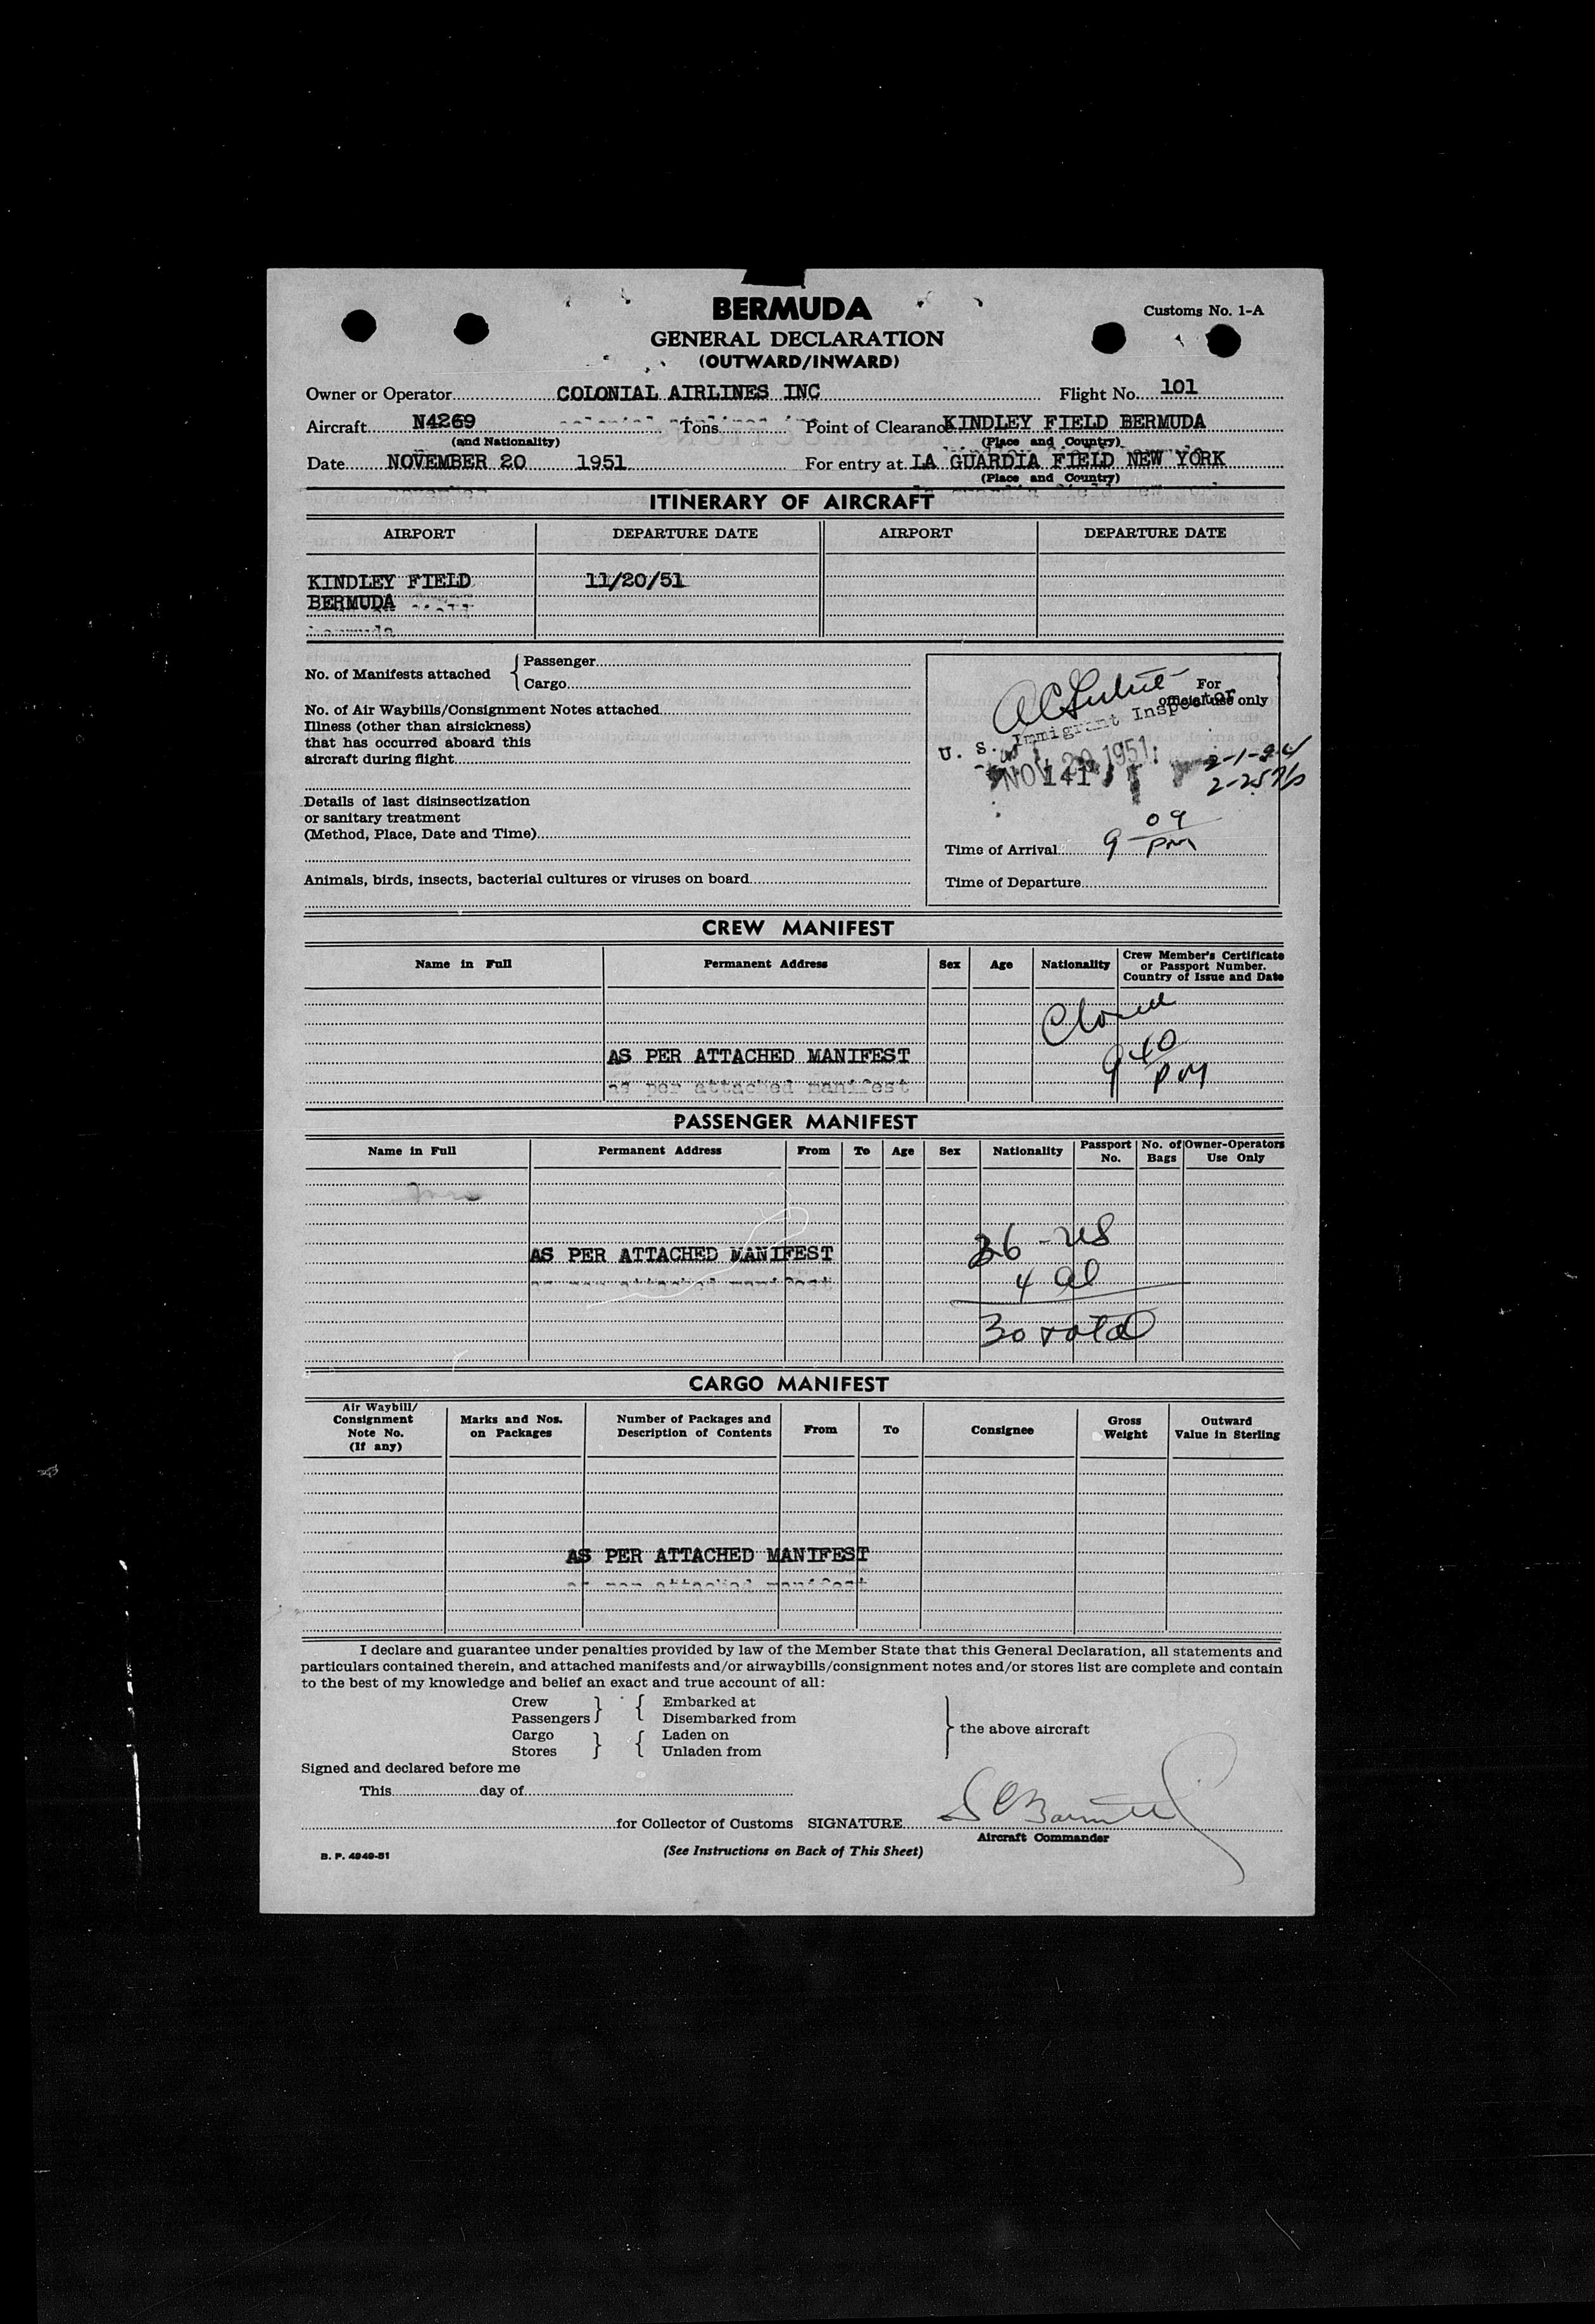 BERMUDA
Customs No. 1-A
GENERAL DECLARATION
(OUTWARD/INWARD)
Owner or Operator COLONIAL AIRLINES INC Flight No. 101
Aircraft N4269 Tons Point of Clearance KINDLEY FIELD BERMUDA
(and Nationality) (Place and Country)
Date NOVEMBER 20 1951 For entry at LA GUARDIA FIELD NEW YORK
(Place and Country)
ITINERARY OF AIRCRAFT
AIRPORT DEPARTURE DATE AIRPORT DEPARTURE DATE
KINDLEY FIELD 11/20/51
BERMUDA
bermuda
No. of Manifests attached { Passenger
Cargo
No. of Air Waybills/Consignment Notes attached
Illness (other than airsickness)
that has occurred aboard this
aircraft during flight
Details of last disinsectization
or sanitary treatment
(Method, Place, Date and Time)
Animals, birds, insects, bacterial cultures or viruses on board
For
official use only
U. S. Immigrant Inspector
NOV 20 1951
141
09
Time of Arrival 9 PM
Time of Departure
CREW MANIFEST
Name in Full Permanent Address Sex Age Nationality Crew Member's Certificate or Passport Number. Country of Issue and Date
AS PER ATTACHED MANIFEST
as per attached manifest
9 40
PM
PASSENGER MANIFEST
Name in Full Permanent Address From To Age Sex Nationality Passport No. No. of Bags Owner-Operators Use Only
26 - US
AS PER ATTACHED MANIFEST
as per attached manifest
4 al
30 total
CARGO MANIFEST
Air Waybill/ Consignment Note No. (If any) Marks and Nos. on Packages Number of Packages and Description of Contents From To Consignee Gross Weight Outward Value in Sterling
AS PER ATTACHED MANIFEST
as per attached manifest
I declare and guarantee under penalties provided by law of the Member State that this General Declaration, all statements and
particulars contained therein, and attached manifests and/or airwaybills/consignment notes and/or stores list are complete and contain
to the best of my knowledge and belief an exact and true account of all:
Crew } { Embarked at
Passengers Disembarked from
Cargo } { Laden on } the above aircraft
Stores Unladen from
Signed and declared before me
This day of
for Collector of Customs SIGNATURE
Aircraft Commander
(See Instructions on Back of This Sheet)
B. P. 4949-51